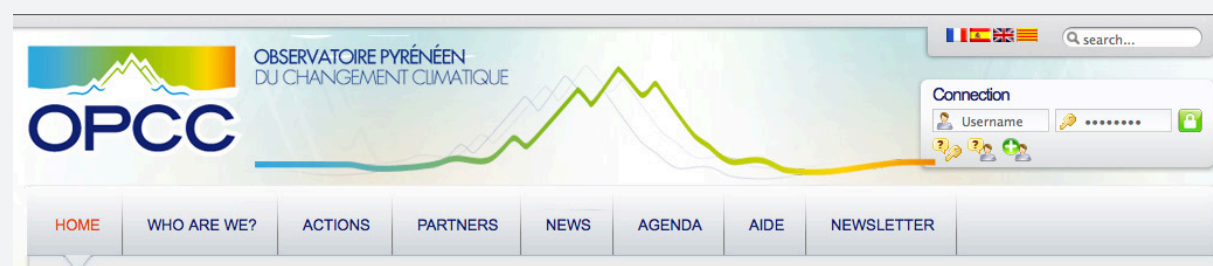 OPCC
OBSERVATOIRE PYRÉNÉEN
DU CHANGEMENT CLIMATIQUE
search...
Connection
Username
••••••••
HOME WHO ARE WE? ACTIONS PARTNERS NEWS AGENDA AIDE NEWSLETTER